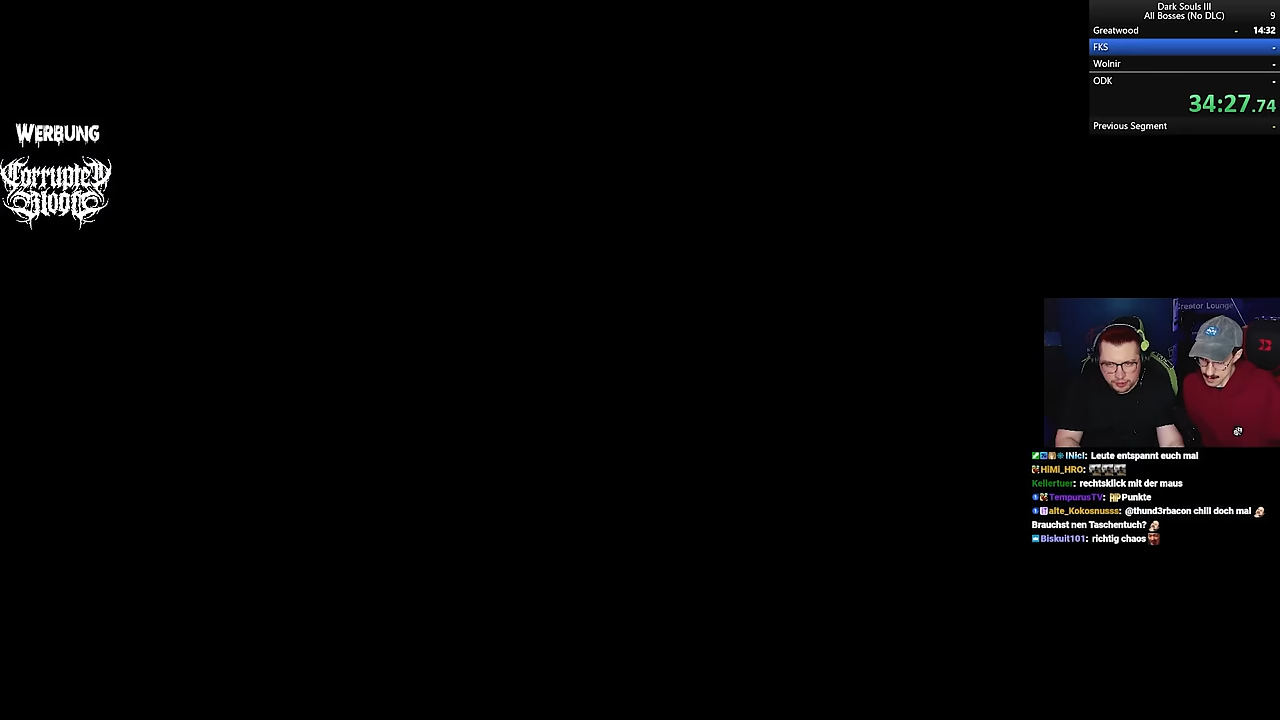 Dark Souls III
All Bosses (No DLC) 9
Greatwood - 14:32
FKS -
Wolnir -
ODK -
34:27.74
Previous Segment -
WERBUNG
Corrupted
Blood
Creator Lounge
!Nici: Leute entspannt euch mal
HiMi_HRO:
Kellertuer: rechtsklick mit der maus
TempurusTV: RIP Punkte
alte_Kokosnusss: @thund3rbacon chill doch mal
Brauchst nen Taschentuch?
Biskuit101: richtig chaos